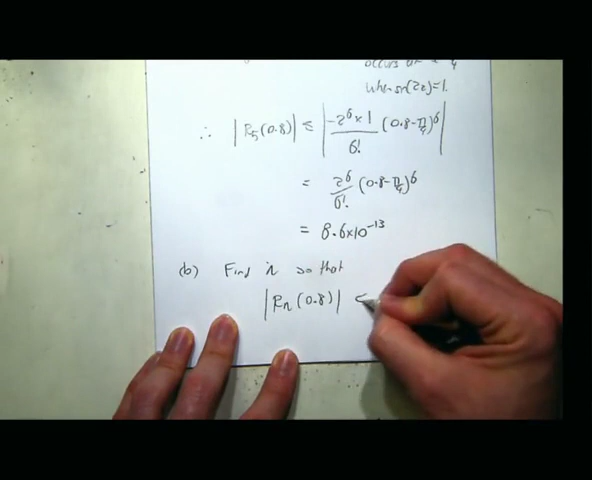 occurs at
when sin(2z)=1.
∴ |R₅(0.8)| ≤ |-2⁶×1/6! (0.8-π/4)⁶|
= 2⁶/6! (0.8-π/4)⁶
= 8.6×10⁻¹³
(b) Find n so that
|Rₙ(0.8)| <